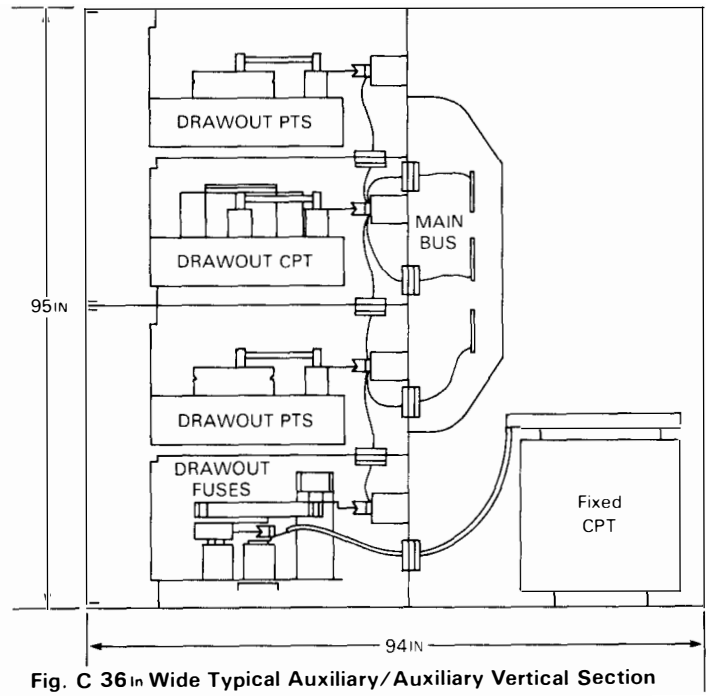 DRAWOUT PTS
DRAWOUT CPT
MAIN
BUS
95IN
DRAWOUT PTS
DRAWOUT
FUSES
Fixed
CPT
94IN
Fig. C 36In Wide Typical Auxiliary/Auxiliary Vertical Section